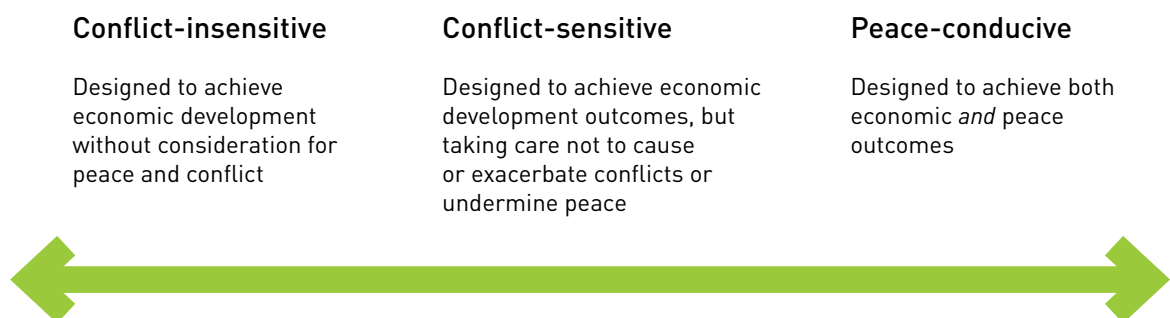 Conflict-insensitive
Designed to achieve
economic development
without consideration for
peace and conflict
Conflict-sensitive
Designed to achieve economic
development outcomes, but
taking care not to cause
or exacerbate conflicts or
undermine peace
Peace-conducive
Designed to achieve both
economic and peace
outcomes